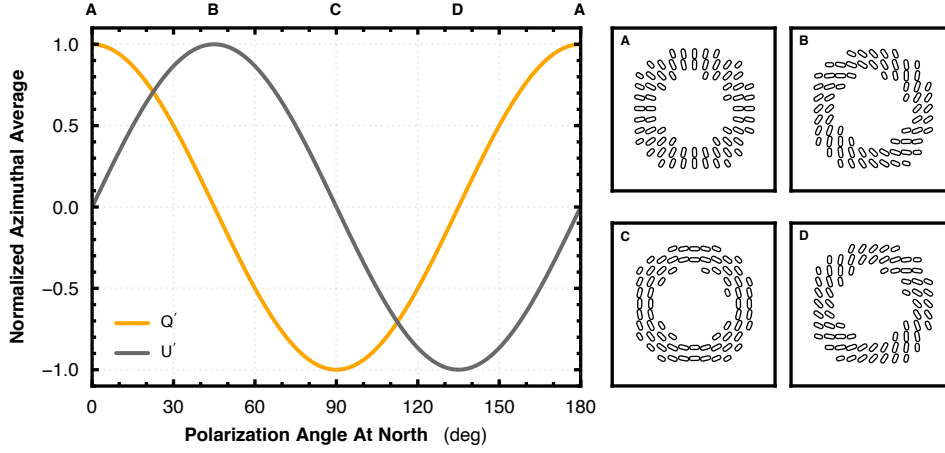 A B C D A
Normalized Azimuthal Average
1.0
0.5
0.0
−0.5
−1.0
Q′
U′
0 30 60 90 120 150 180
Polarization Angle At North (deg)
A
B
C
D